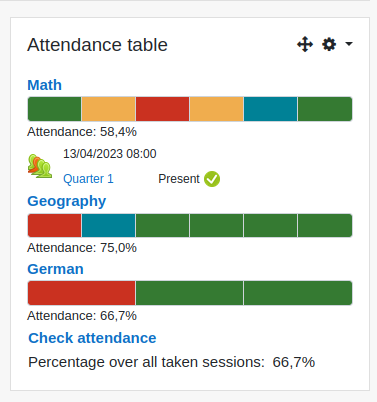 Attendance table
Math
Attendance: 58,4%
13/04/2023 08:00
Quarter 1 Present
Geography
Attendance: 75,0%
German
Attendance: 66,7%
Check attendance
Percentage over all taken sessions: 66,7%